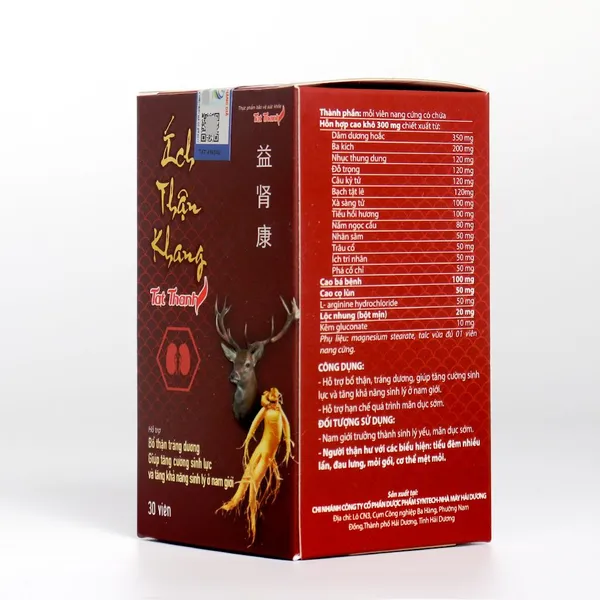 Thực phẩm bảo vệ sức khỏe
Tất Thành
益肾康
Ích
Thận
Khang
Tất Thành
Hỗ trợ
Bổ thận tráng dương
Giúp tăng cường sinh lực
và tăng khả năng sinh lý ở nam giới
30 viên
Thành phần: mỗi viên nang cứng có chứa
Hỗn hợp cao khô 300 mg chiết xuất từ:
Dâm dương hoắc 350 mg
Ba kích 200 mg
Nhục thung dung 120 mg
Đỗ trọng 120 mg
Câu kỷ tử 120 mg
Bạch tật lê 120mg
Xà sàng tử 100 mg
Tiểu hồi hương 100 mg
Nấm ngọc cẩu 80 mg
Nhân sâm 50 mg
Trâu cổ 50 mg
Ích trí nhân 50 mg
Phá cố chỉ 50 mg
Cao bá bệnh 100 mg
Cao cọ lùn 50 mg
L- arginine hydrochloride 50 mg
Lộc nhung (bột mịn) 20 mg
Kẽm gluconate 10 mg
Phụ liệu: magnesium stearate, talc vừa đủ 01 viên
nang cứng.
CÔNG DỤNG:
- Hỗ trợ bổ thận, tráng dương, giúp tăng cường sinh
lực và tăng khả năng sinh lý ở nam giới.
- Hỗ trợ hạn chế quá trình mãn dục sớm.
ĐỐI TƯỢNG SỬ DỤNG:
- Nam giới trưởng thành sinh lý yếu, mãn dục sớm.
- Người thận hư với các biểu hiện: tiểu đêm nhiều
lần, đau lưng, mỏi gối, cơ thể mệt mỏi.
Sản xuất tại:
CHI NHÁNH CÔNG TY CỔ PHẦN DƯỢC PHẨM SYNTECH-NHÀ MÁY HẢI DƯƠNG
Địa chỉ: Lô CN3, Cụm Công nghiệp Ba Hàng, Phường Nam
Đồng,Thành phố Hải Dương, Tỉnh Hải Dương